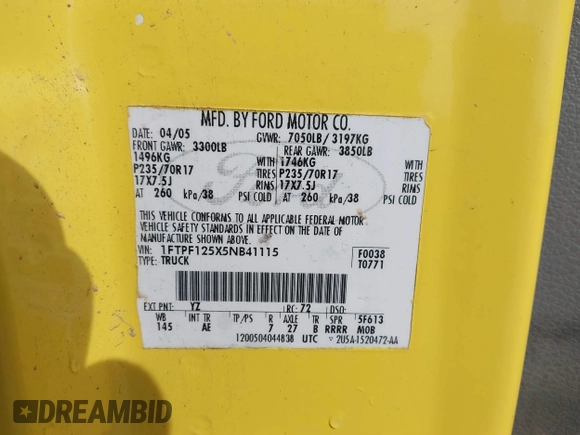 MFD. BY FORD MOTOR CO.
DATE: 04/05 GVWR: 7050LB/ 3197KG
FRONT GAWR: 3300LB REAR GAWR: 3850LB
1496KG WITH 1746KG WITH
P235/70R17 TIRES P235/70R17 TIRES
17X7.5J RIMS 17X7.5J RIMS
AT 260 kPa/38 PSI COLD AT 260 kPa/38 PSI COLD
THIS VEHICLE CONFORMS TO ALL APPLICABLE FEDERAL MOTOR
VEHICLE SAFETY STANDARDS IN EFFECT ON THE DATE OF
MANUFACTURE SHOWN ABOVE.
VIN: 1FTPF125X5NB41115 F0038
TYPE: TRUCK T0771
EXT PNT: YZ RC: 72 DSO:
WB AE TP/PS R AXLE TR SPR 5F613
145 7 27 B RRRR MOB
1200504044838 UTC ▽ 2U5A-1520472-AA
Ford
DREAMBID